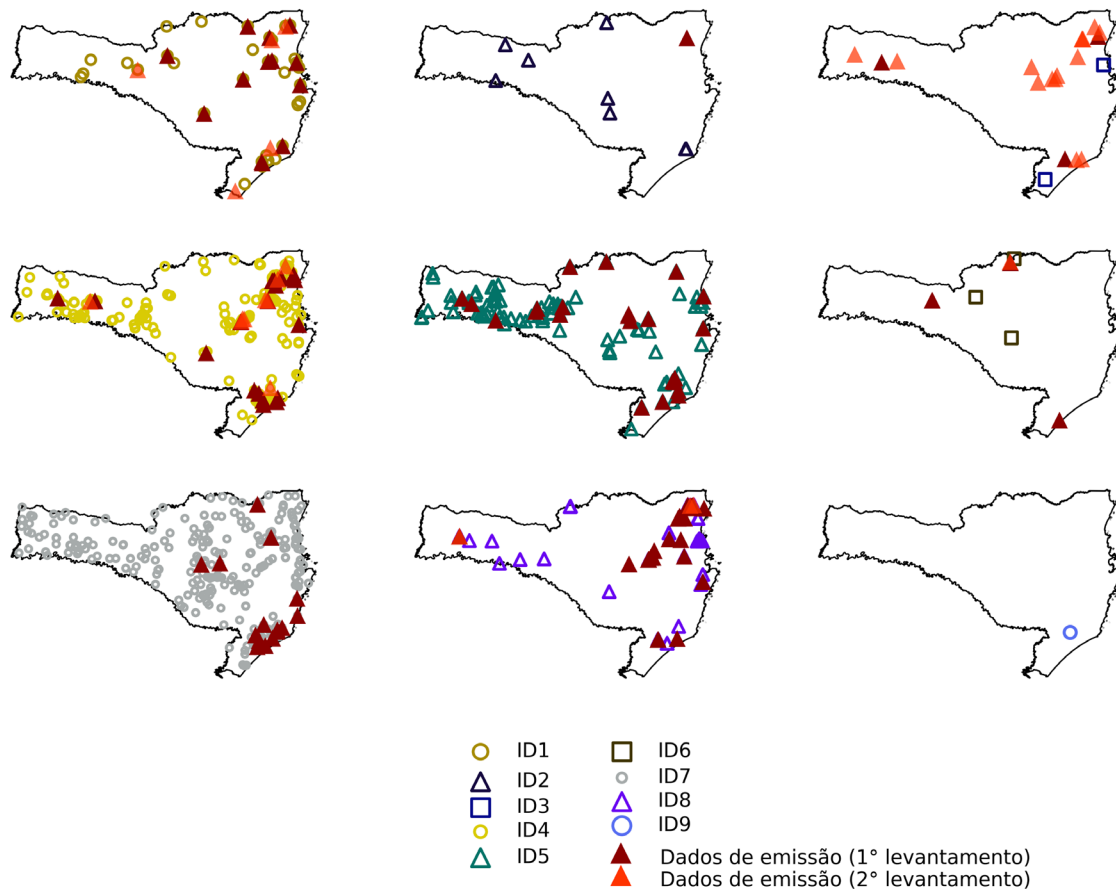 ID1
ID2
ID3
ID4
ID5
ID6
ID7
ID8
ID9
Dados de emissão (1° levantamento)
Dados de emissão (2° levantamento)